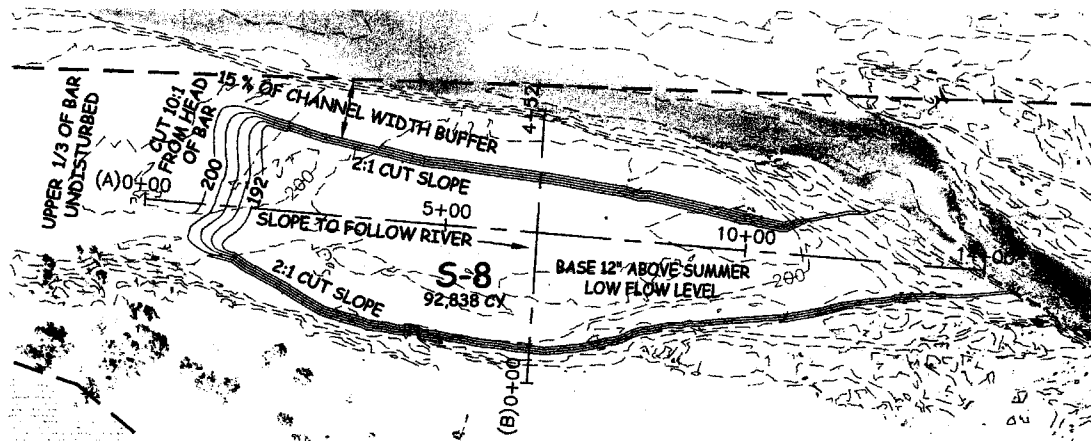 UPPER 1/3 OF BAR
UNDISTURBED
CUT 10:1
FROM HEAD
OF BAR
15 % OF CHANNEL WIDTH BUFFER
4+52
(A)0+00
200
192
200
2:1 CUT SLOPE
5+00
SLOPE TO FOLLOW RIVER
10+00
S-8
92,838 CY
BASE 12" ABOVE SUMMER
LOW FLOW LEVEL
200
2:1 CUT SLOPE
(B)0+00